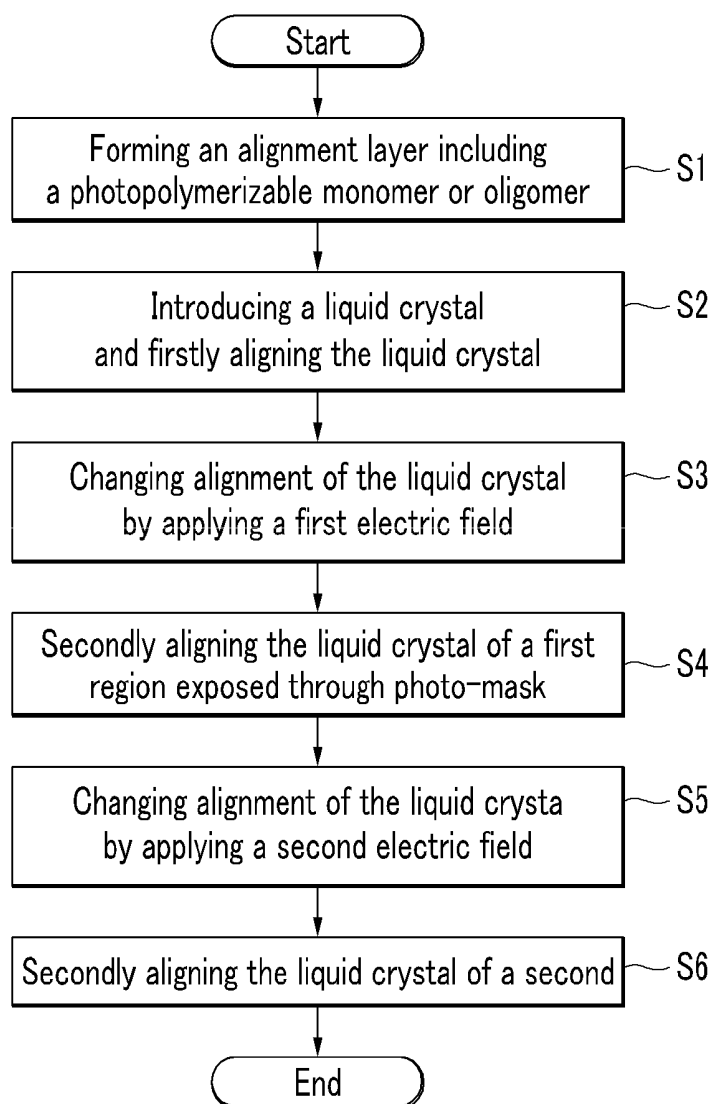 Start
Forming an alignment layer including
a photopolymerizable monomer or oligomer
S1
Introducing a liquid crystal
and firstly aligning the liquid crystal
S2
Changing alignment of the liquid crystal
by applying a first electric field
S3
Secondly aligning the liquid crystal of a first
region exposed through photo-mask
S4
Changing alignment of the liquid crysta
by applying a second electric field
S5
Secondly aligning the liquid crystal of a second
S6
End